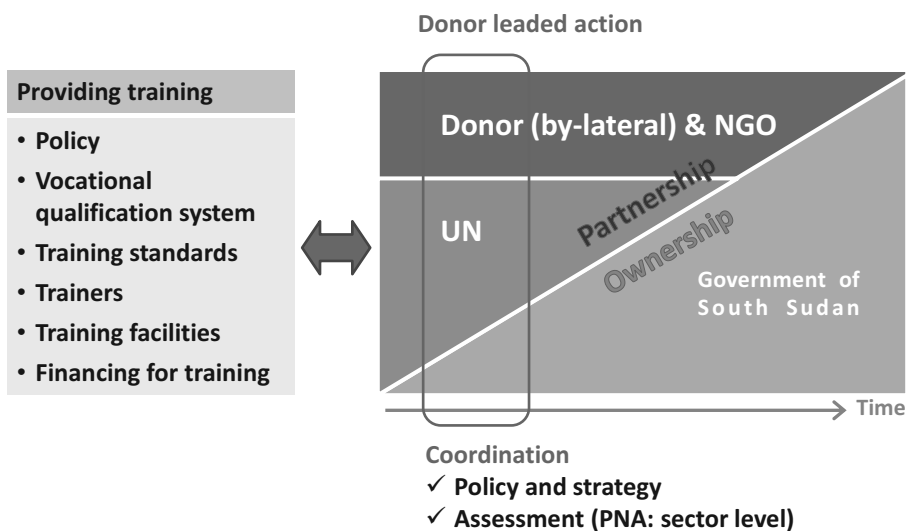 Donor leaded action
Providing training
• Policy
• Vocational
qualification system
• Training standards
• Trainers
• Training facilities
• Financing for training
Donor (by-lateral) & NGO
UN
Partnership
Ownership
Government of
South Sudan
Time
Coordination
✓ Policy and strategy
✓ Assessment (PNA: sector level)